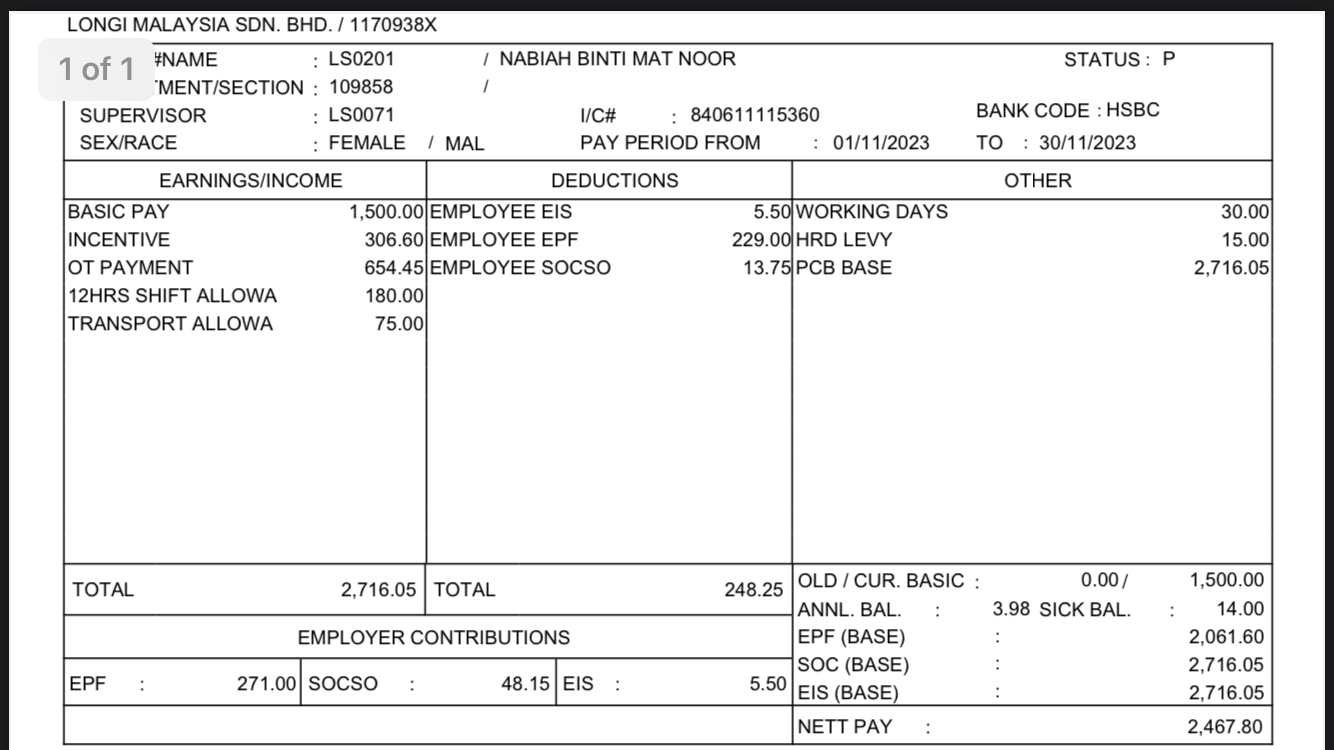 LONGI MALAYSIA SDN. BHD. / 1170938X
1 of 1
#NAME : LS0201 / NABIAH BINTI MAT NOOR STATUS : P
TMENT/SECTION : 109858 /
SUPERVISOR : LS0071 I/C# : 840611115360 BANK CODE : HSBC
SEX/RACE : FEMALE / MAL PAY PERIOD FROM : 01/11/2023 TO : 30/11/2023
EARNINGS/INCOME DEDUCTIONS OTHER
BASIC PAY 1,500.00 EMPLOYEE EIS 5.50 WORKING DAYS 30.00
INCENTIVE 306.60 EMPLOYEE EPF 229.00 HRD LEVY 15.00
OT PAYMENT 654.45 EMPLOYEE SOCSO 13.75 PCB BASE 2,716.05
12HRS SHIFT ALLOWA 180.00
TRANSPORT ALLOWA 75.00
TOTAL 2,716.05 TOTAL 248.25
OLD / CUR. BASIC : 0.00 / 1,500.00
ANNL. BAL. : 3.98 SICK BAL. : 14.00
EMPLOYER CONTRIBUTIONS
EPF (BASE) : 2,061.60
SOC (BASE) : 2,716.05
EPF : 271.00 SOCSO : 48.15 EIS : 5.50
EIS (BASE) : 2,716.05
NETT PAY : 2,467.80